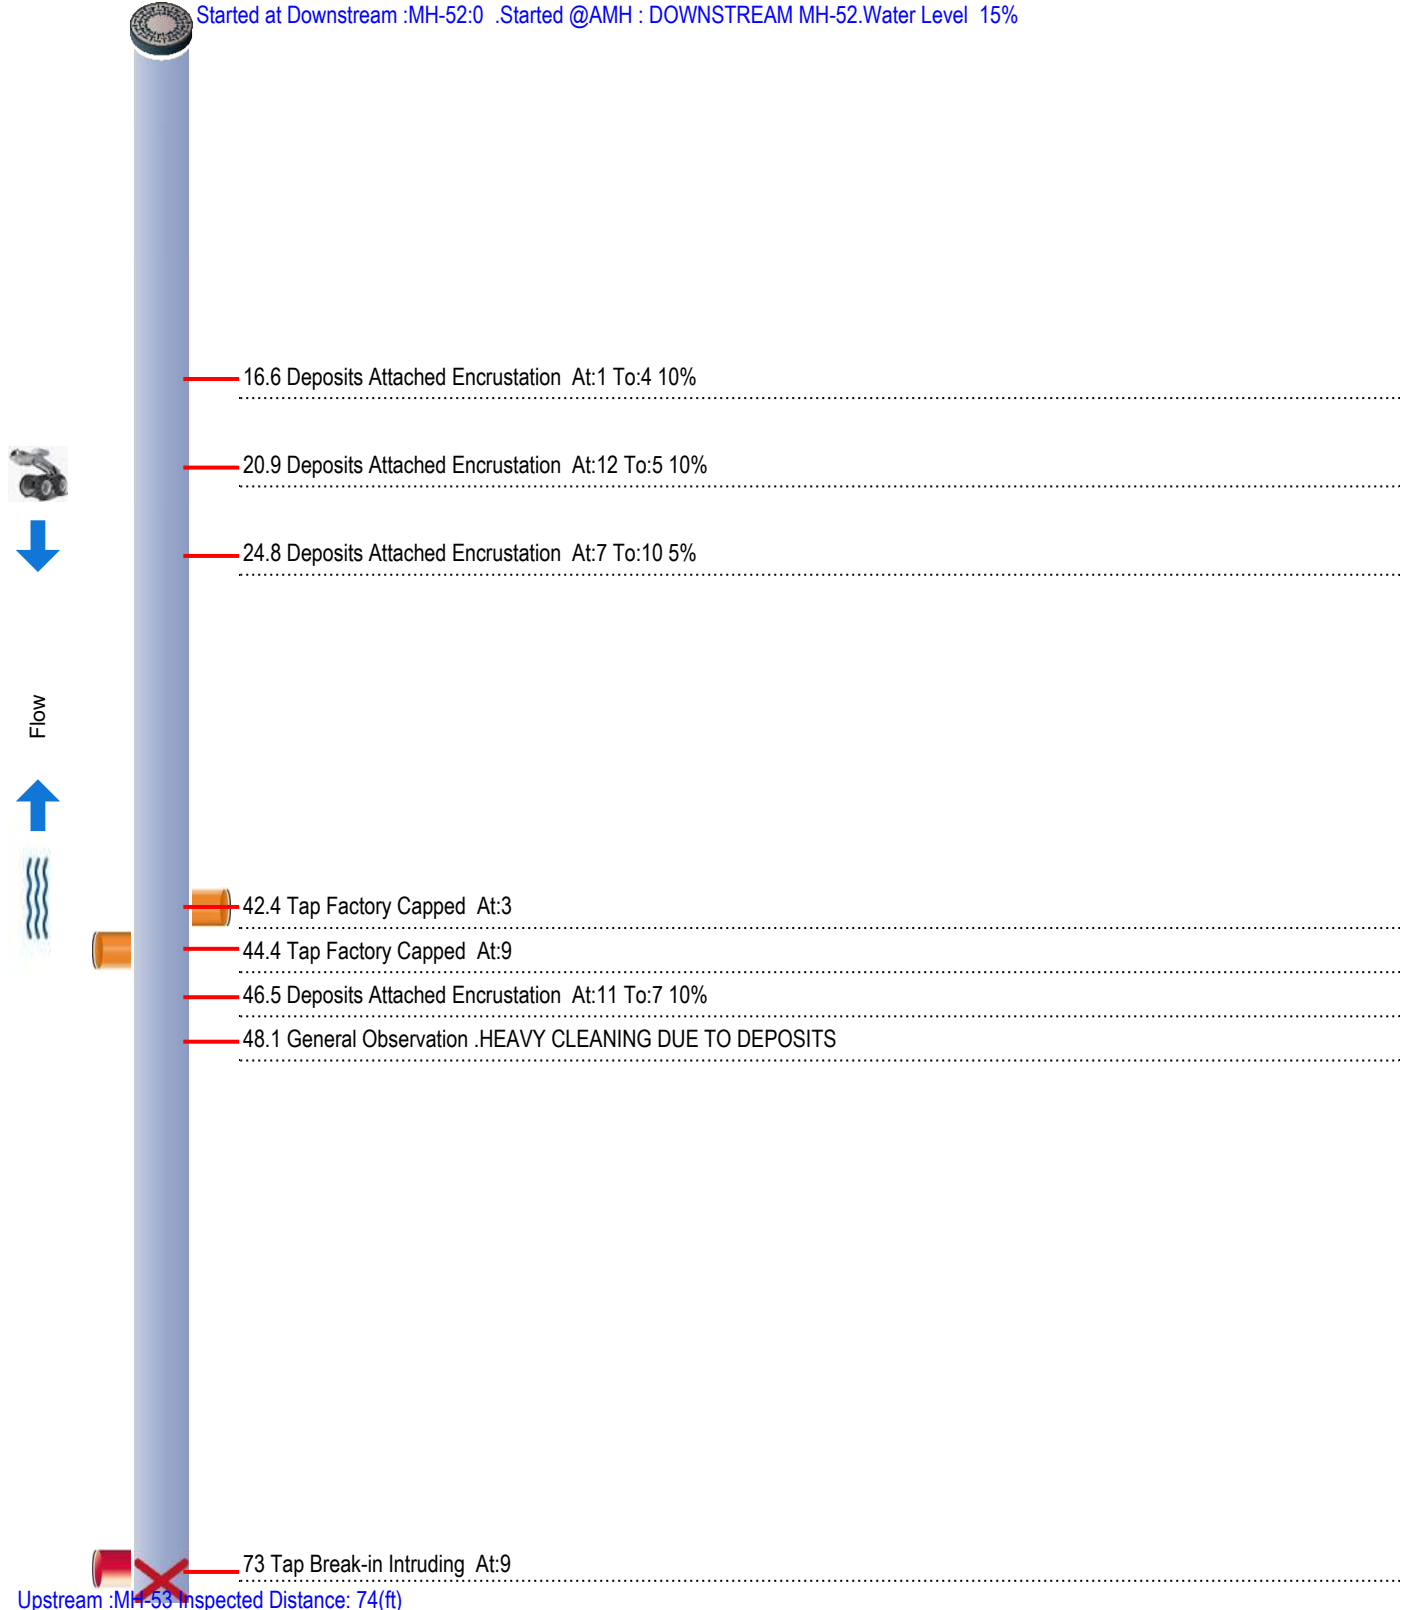 Started at Downstream :MH-52:0 .Started @AMH : DOWNSTREAM MH-52.Water Level 15%
16.6 Deposits Attached Encrustation At:1 To:4 10%
20.9 Deposits Attached Encrustation At:12 To:5 10%
24.8 Deposits Attached Encrustation At:7 To:10 5%
Flow
42.4 Tap Factory Capped At:3
44.4 Tap Factory Capped At:9
46.5 Deposits Attached Encrustation At:11 To:7 10%
48.1 General Observation .HEAVY CLEANING DUE TO DEPOSITS
73 Tap Break-in Intruding At:9
Upstream :MH-53 Inspected Distance: 74(ft)